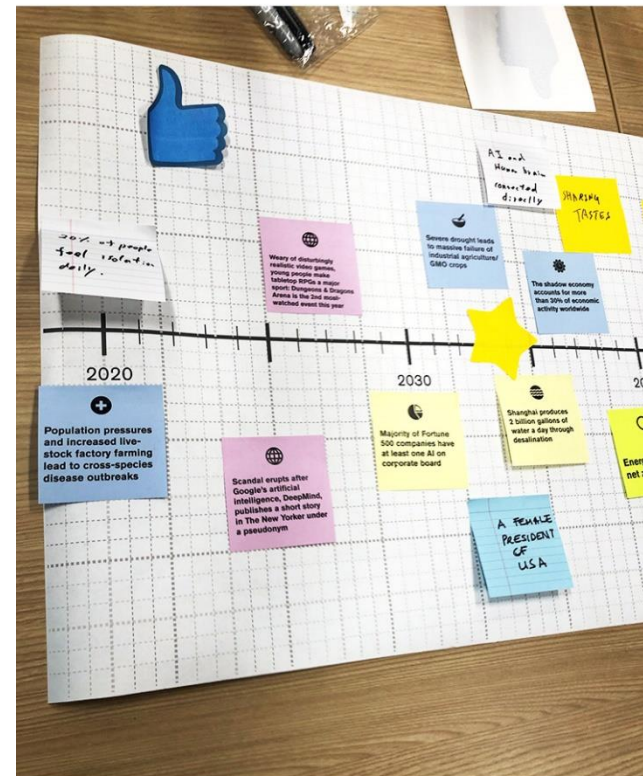 AI and
Human brain
connected
directly
SHARING
TASTES
20% of people
feel isolation
daily.
Weary of disturbingly
realistic video games,
young people make
tabletop RPGs a major
sport: Dungeons & Dragons
Arena is the 2nd most-
watched event this year
Severe drought leads
to massive failure of
industrial agriculture/
GMO crops
The shadow economy
accounts for more
than 30% of economic
activity worldwide
2020
2030
20
Population pressures
and increased live-
stock factory farming
lead to cross-species
disease outbreaks
Scandal erupts after
Google's artificial
intelligence, DeepMind,
publishes a short story
in The New Yorker under
a pseudonym
Majority of Fortune
500 companies have
at least one AI on
corporate board
Shanghai produces
2 billion gallons of
water a day through
desalination
Ener
net
A FEMALE
PRESIDENT
OF
USA